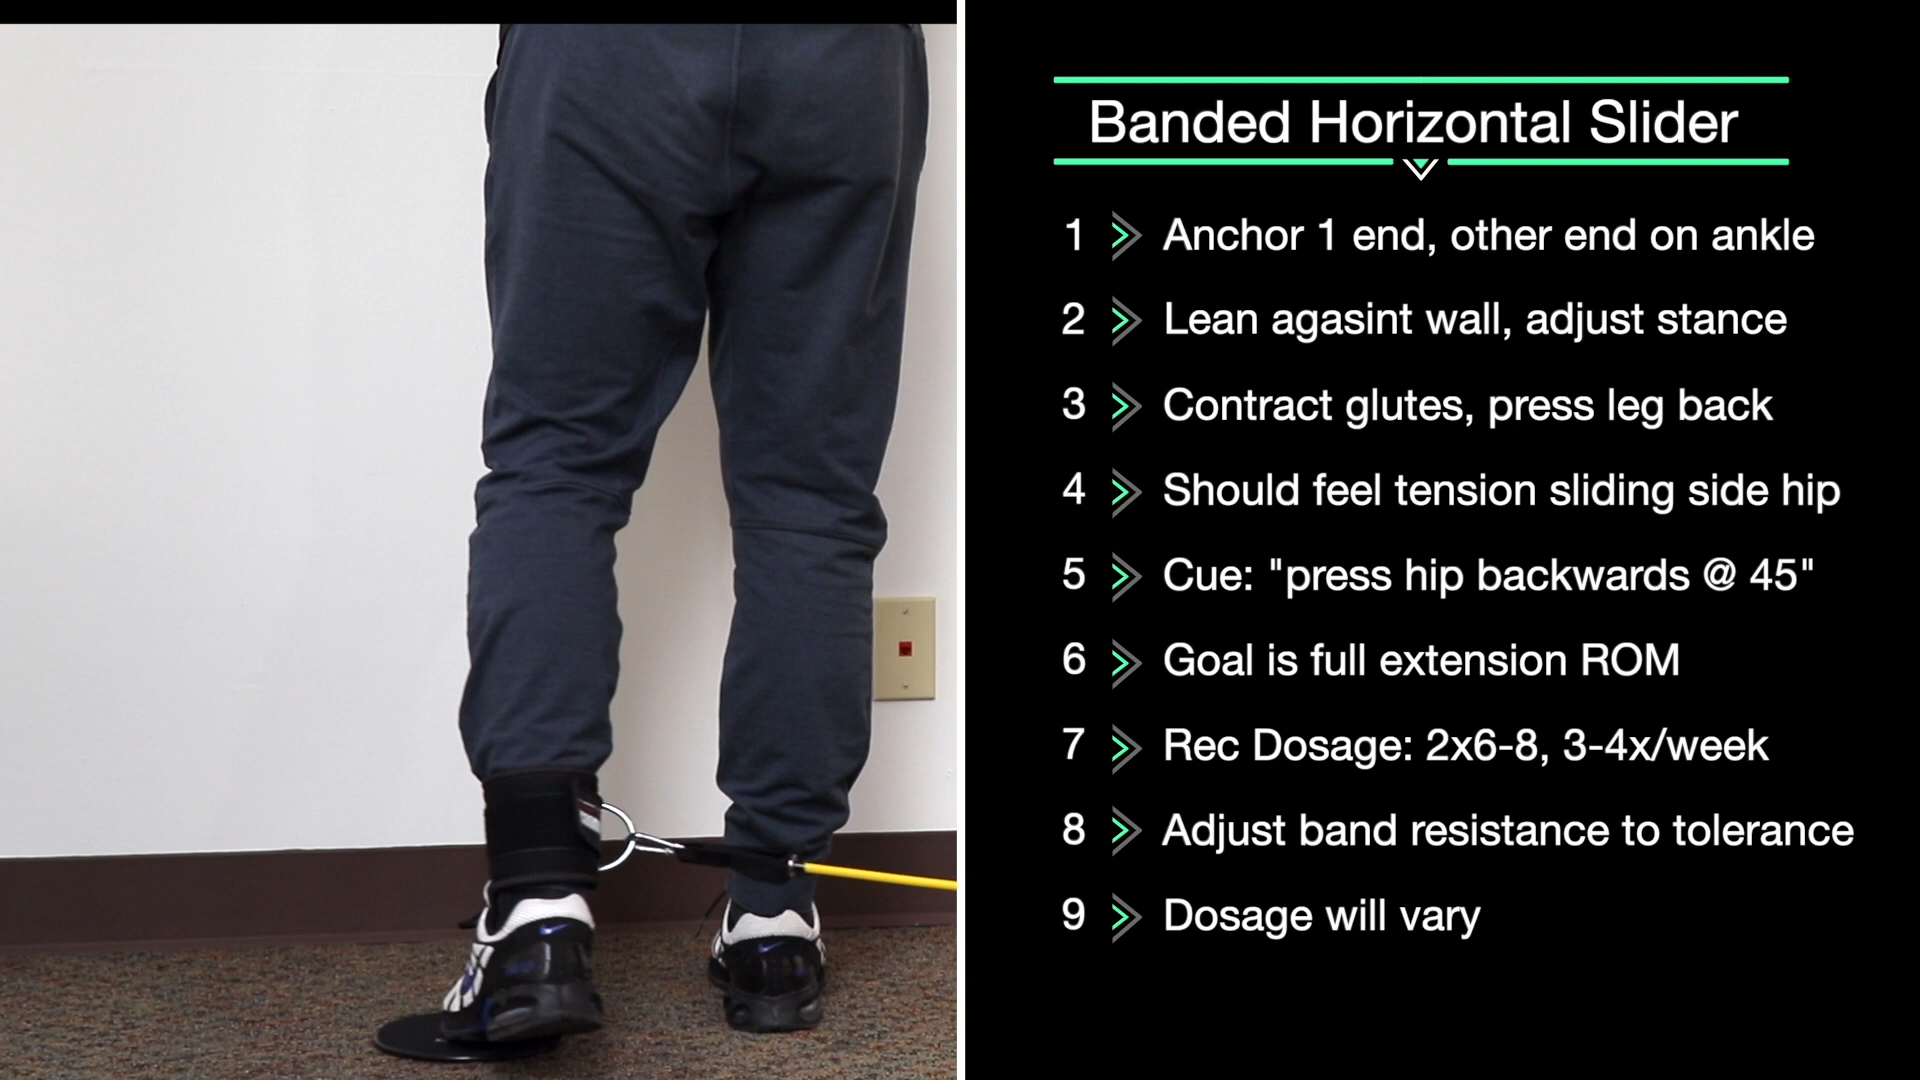 Banded Horizontal Slider
1 Anchor 1 end, other end on ankle
2 Lean agasint wall, adjust stance
3 Contract glutes, press leg back
4 Should feel tension sliding side hip
5 Cue: "press hip backwards @ 45"
6 Goal is full extension ROM
7 Rec Dosage: 2x6-8, 3-4x/week
8 Adjust band resistance to tolerance
9 Dosage will vary